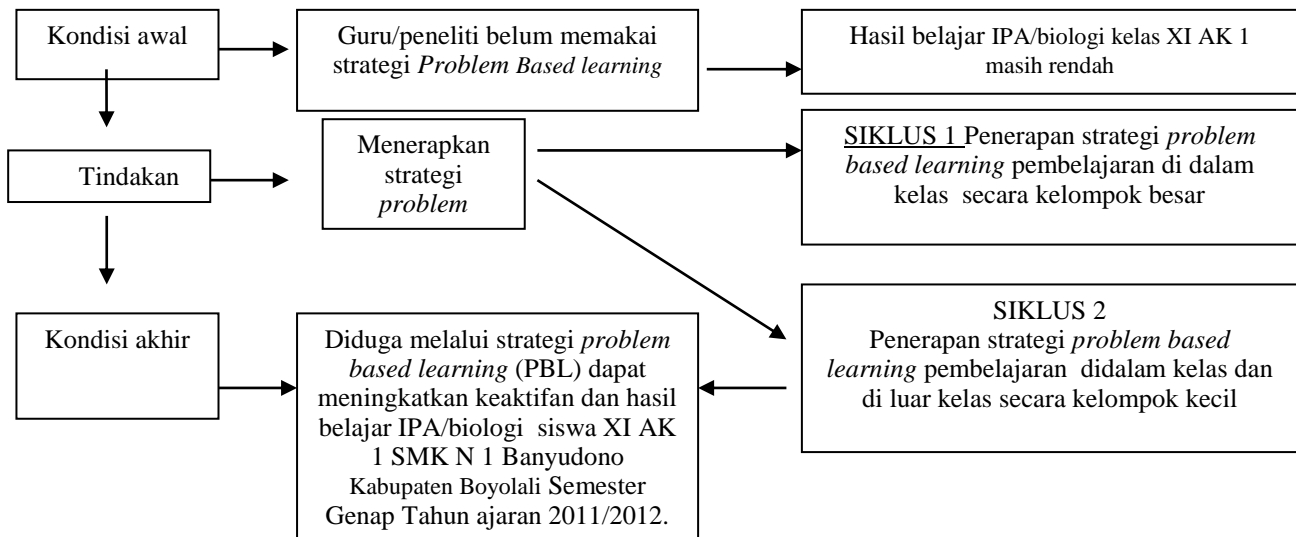 Kondisi awal
Guru/peneliti belum memakai
strategi Problem Based learning
Hasil belajar IPA/biologi kelas XI AK 1
masih rendah
Tindakan
Menerapkan
strategi
problem
SIKLUS 1 Penerapan strategi problem
based learning pembelajaran di dalam
kelas secara kelompok besar
SIKLUS 2
Penerapan strategi problem based
learning pembelajaran didalam kelas dan
di luar kelas secara kelompok kecil
Kondisi akhir
Diduga melalui strategi problem
based learning (PBL) dapat
meningkatkan keaktifan dan hasil
belajar IPA/biologi siswa XI AK
1 SMK N 1 Banyudono
Kabupaten Boyolali Semester
Genap Tahun ajaran 2011/2012.